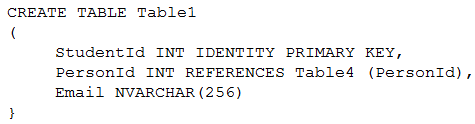 CREATE TABLE Table1
(
StudentId INT IDENTITY PRIMARY KEY,
PersonId INT REFERENCES Table4 (PersonId),
Email NVARCHAR(256)
}